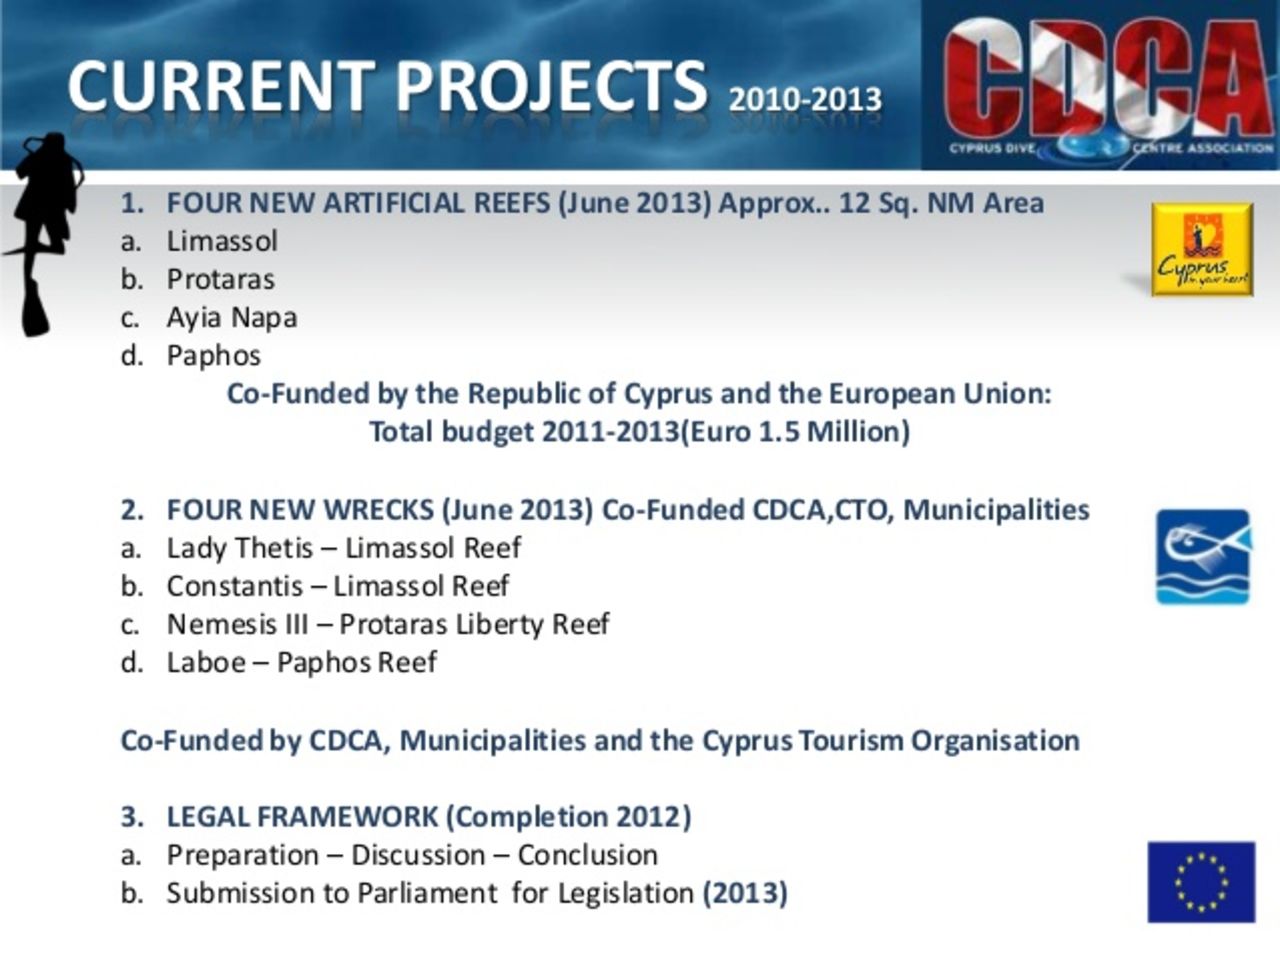 CURRENT PROJECTS 2010-2013
CDCA
CYPRUS DIVE CENTRE ASSOCIATION
1. FOUR NEW ARTIFICIAL REEFS (June 2013) Approx.. 12 Sq. NM Area
a. Limassol
b. Protaras
c. Ayia Napa
d. Paphos
Cyprus
in your heart
Co-Funded by the Republic of Cyprus and the European Union:
Total budget 2011-2013(Euro 1.5 Million)
2. FOUR NEW WRECKS (June 2013) Co-Funded CDCA,CTO, Municipalities
a. Lady Thetis – Limassol Reef
b. Constantis – Limassol Reef
c. Nemesis III – Protaras Liberty Reef
d. Laboe – Paphos Reef
Co-Funded by CDCA, Municipalities and the Cyprus Tourism Organisation
3. LEGAL FRAMEWORK (Completion 2012)
a. Preparation – Discussion – Conclusion
b. Submission to Parliament for Legislation (2013)